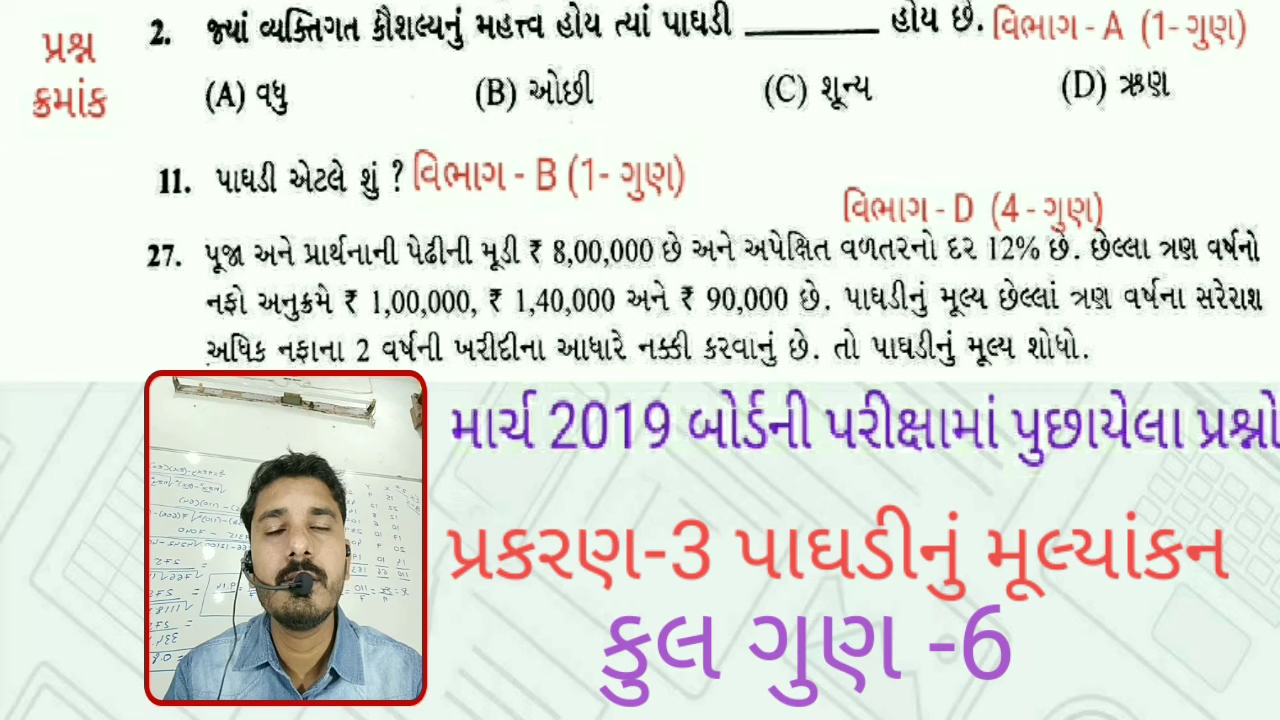 પ્રશ્ન ક્રમાંક
2. જ્યાં વ્યક્તિગત કૌશલ્યનું મહત્ત્વ હોય ત્યાં પાઘડી ________ હોય છે. વિભાગ - A (1- ગુણ)
(A) વધુ (B) ઓછી (C) શૂન્ય (D) ઋણ
11. પાઘડી એટલે શું ? વિભાગ - B (1- ગુણ)
વિભાગ - D (4 - ગુણ)
27. પૂજા અને પ્રાર્થનાની પેઢીની મૂડી ₹ 8,00,000 છે અને અપેક્ષિત વળતરનો દર 12% છે. છેલ્લા ત્રણ વર્ષનો
નફો અનુક્રમે ₹ 1,00,000, ₹ 1,40,000 અને ₹ 90,000 છે. પાઘડીનું મૂલ્ય છેલ્લાં ત્રણ વર્ષના સરેરાશ
અધિક નફાના 2 વર્ષની ખરીદીના આધારે નક્કી કરવાનું છે. તો પાઘડીનું મૂલ્ય શોધો.
માર્ચ 2019 બોર્ડની પરીક્ષામાં પુછાયેલા પ્રશ્નો
પ્રકરણ-3 પાઘડીનું મૂલ્યાંકન
કુલ ગુણ -6